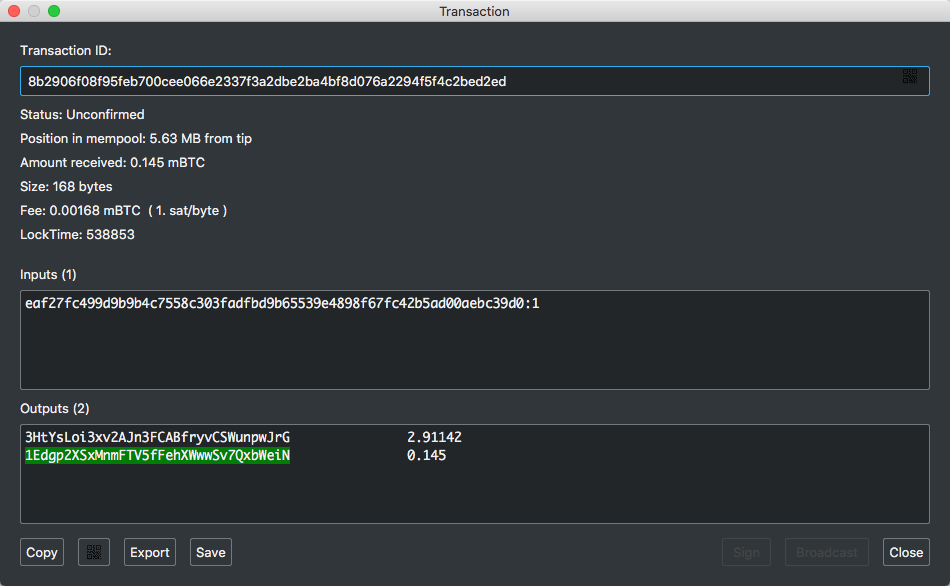 Transaction
Transaction ID:
8b2906f08f95feb700cee066e2337f3a2dbe2ba4bf8d076a2294f5f4c2bed2ed
Status: Unconfirmed
Position in mempool: 5.63 MB from tip
Amount received: 0.145 mBTC
Size: 168 bytes
Fee: 0.00168 mBTC  ( 1. sat/byte )
LockTime: 538853
Inputs (1)
eaf27fc499d9b9b4c7558c303fadfbd9b65539e4898f67fc42b5ad00aebc39d0:1
Outputs (2)
3HtYsLoi3xv2AJn3FCABfryvCSWunpwJrG 2.91142
1Edgp2XSxMnmFTV5fFehXWwwSv7QxbWeiN 0.145
Copy Export Save Sign Broadcast Close